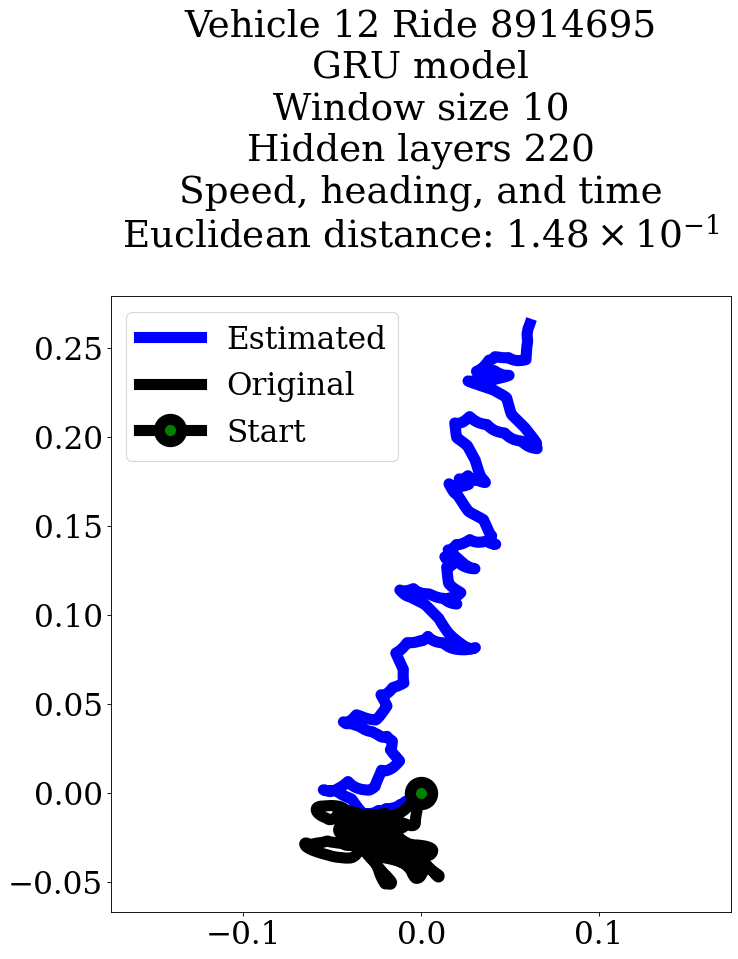 Vehicle 12 Ride 8914695
GRU model
Window size 10
Hidden layers 220
Speed, heading, and time
Euclidean distance: 1.48 × 10⁻¹
Estimated
Original
Start
0.25
0.20
0.15
0.10
0.05
0.00
−0.05
−0.1 0.0 0.1